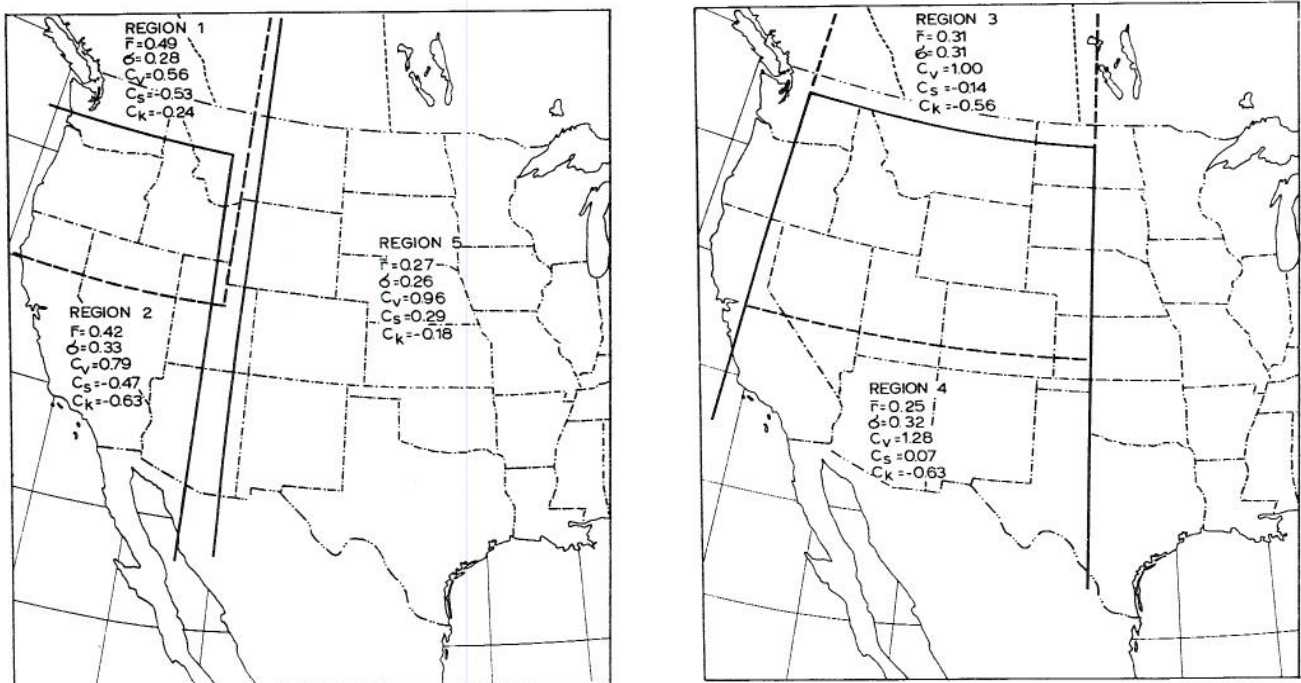 REGION 1
r̄=0.49
σ=0.28
Cv=0.56
Cs=-0.53
Ck=-0.24
REGION 2
r̄=0.42
σ=0.33
Cv=0.79
Cs=-0.47
Ck=-0.63
REGION 5
r̄=0.27
σ=0.26
Cv=0.96
Cs=0.29
Ck=-0.18
REGION 3
r̄=0.31
σ=0.31
Cv=1.00
Cs=-0.14
Ck=-0.56
REGION 4
r̄=0.25
σ=0.32
Cv=1.28
Cs=0.07
Ck=-0.63